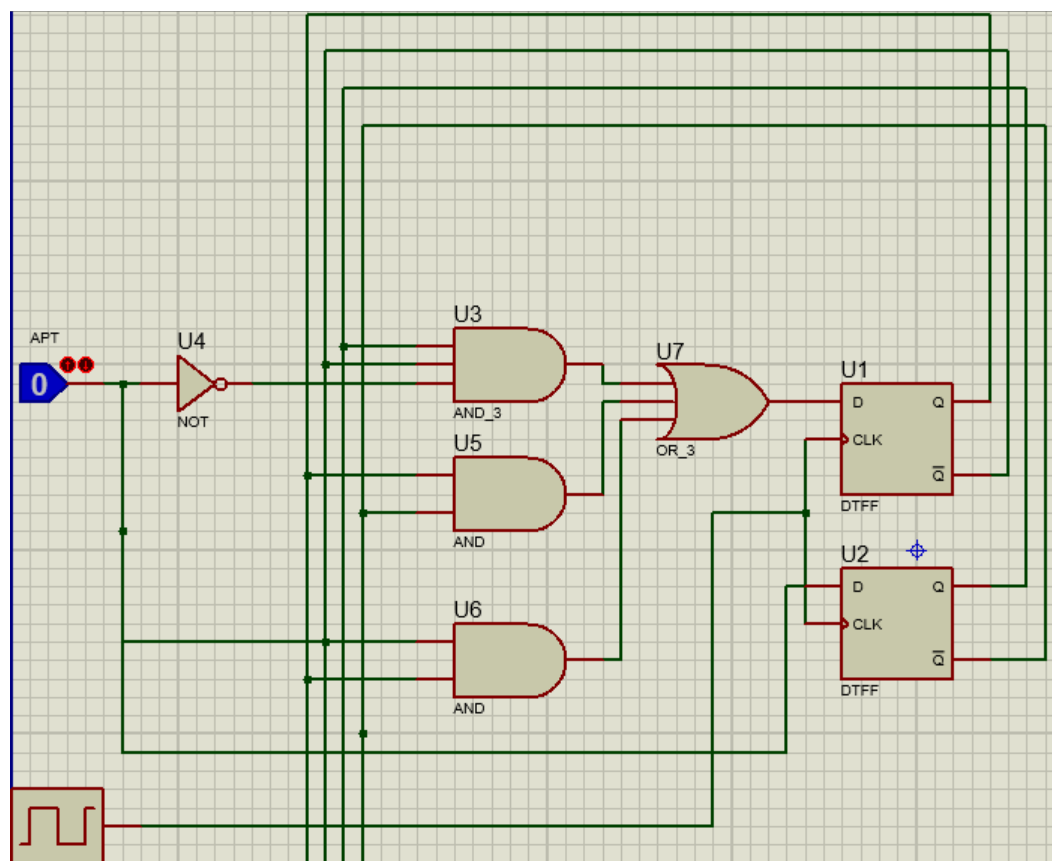 APT
0
U4
NOT
U3
AND_3
U5
AND
U6
AND
U7
OR_3
U1
D
Q
CLK
Q
DTFF
U2
D
Q
CLK
Q
DTFF